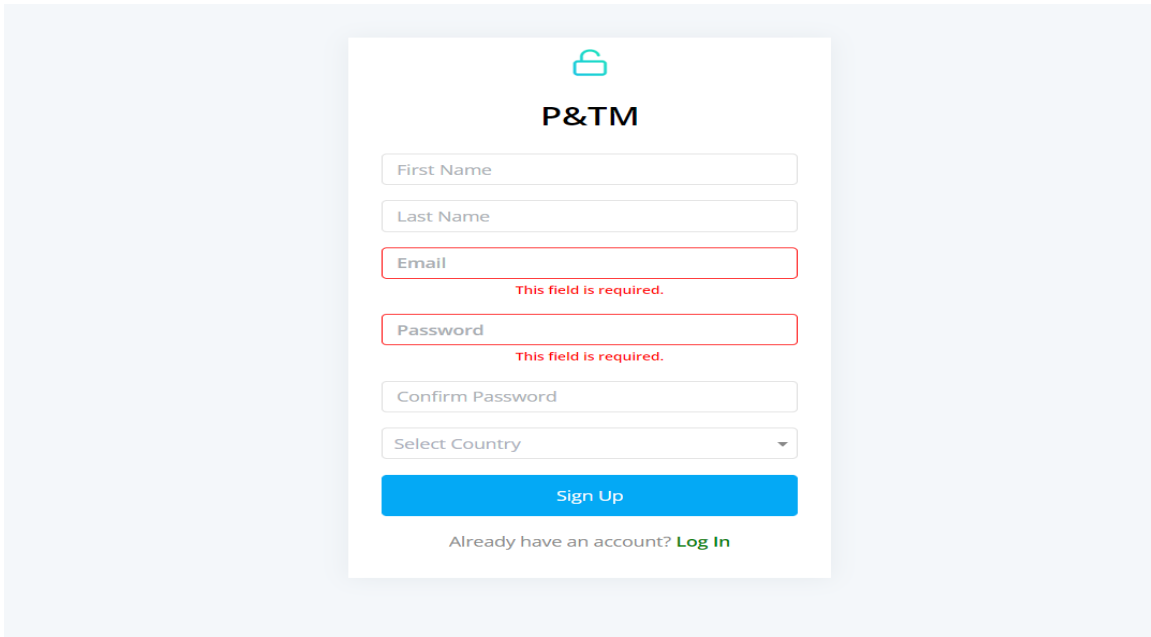 P&TM
First Name
Last Name
Email
This field is required.
Password
This field is required.
Confirm Password
Select Country
Sign Up
Already have an account? Log In